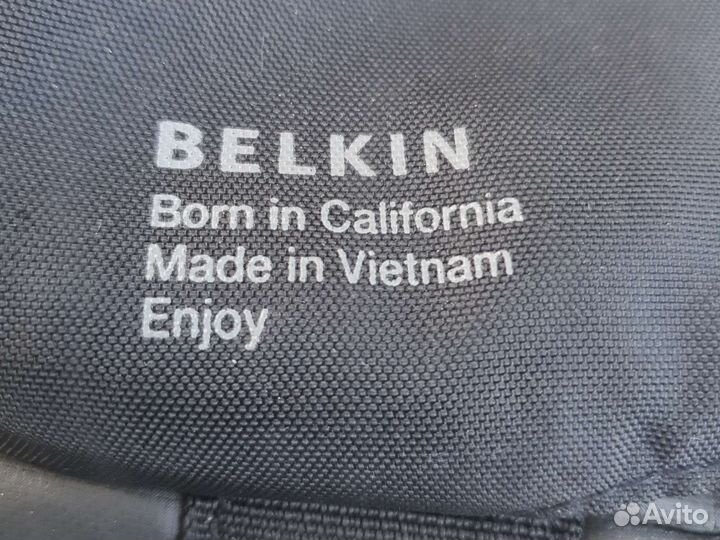 BELKIN
Born in California
Made in Vietnam
Enjoy
Avito